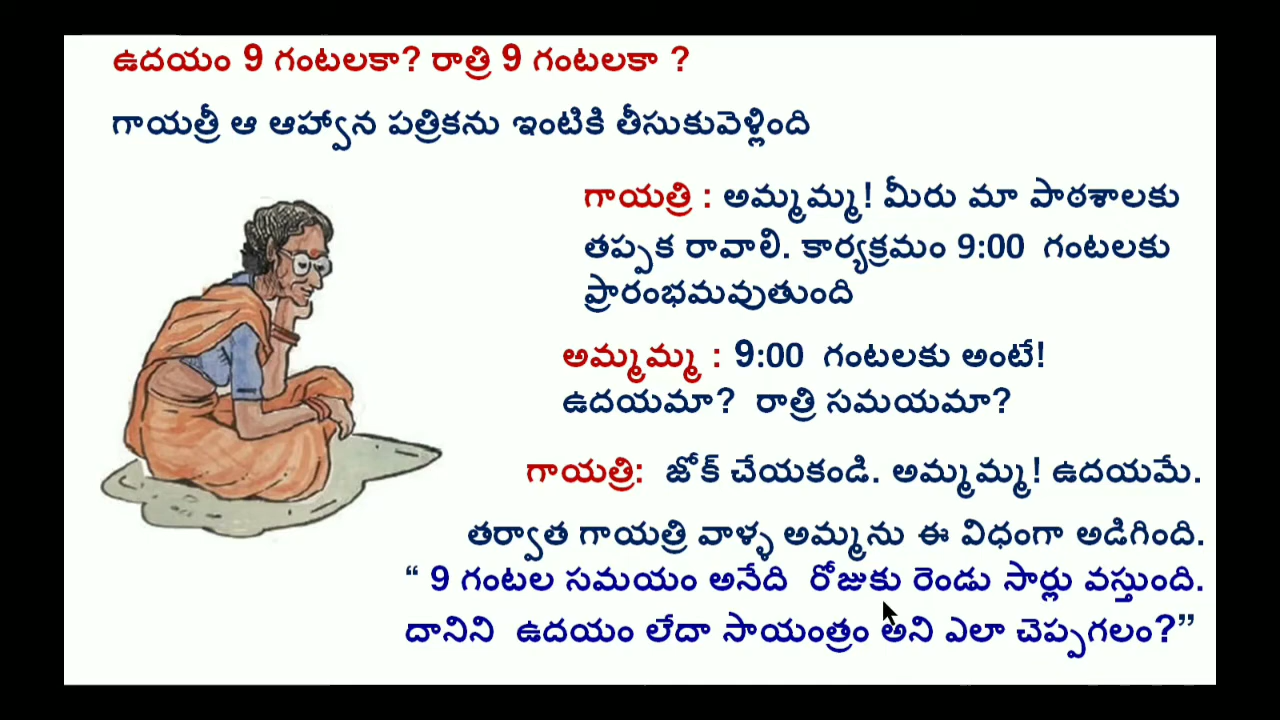 ఉదయం 9 గంటలకా? రాత్రి 9 గంటలకా ?
గాయత్రీ ఆ ఆహ్వాన పత్రికను ఇంటికి తీసుకువెళ్లింది
గాయత్రి : అమ్మమ్మ! మీరు మా పాఠశాలకు
తప్పక రావాలి. కార్యక్రమం 9:00 గంటలకు
ప్రారంభమవుతుంది
అమ్మమ్మ : 9:00 గంటలకు అంటే!
ఉదయమా? రాత్రి సమయమా?
గాయత్రి: జోక్ చేయకండి. అమ్మమ్మ! ఉదయమే.
తర్వాత గాయత్రి వాళ్ళ అమ్మను ఈ విధంగా అడిగింది.
“ 9 గంటల సమయం అనేది రోజుకు రెండు సార్లు వస్తుంది.
దానిని ఉదయం లేదా సాయంత్రం అని ఎలా చెప్పగలం?”